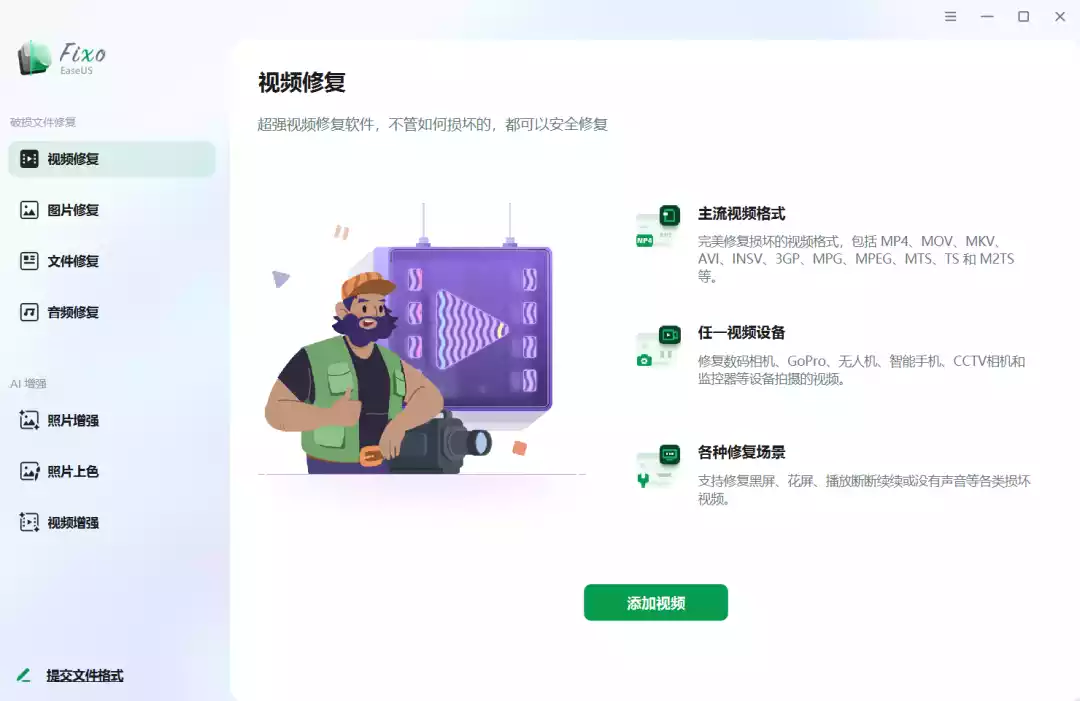 Fixo
EaseUS
破损文件修复
视频修复
图片修复
文件修复
音频修复
AI 增强
照片增强
照片上色
视频增强
提交文件格式
视频修复
超强视频修复软件，不管如何损坏的，都可以安全修复
主流视频格式
MP4
完美修复损坏的视频格式，包括 MP4、MOV、MKV、
AVI、INSV、3GP、MPG、MPEG、MTS、TS 和 M2TS
等。
任一视频设备
修复数码相机、GoPro、无人机、智能手机、CCTV相机和
监控器等设备拍摄的视频。
各种修复场景
支持修复黑屏、花屏、播放断断续续或没有声音等各类损坏
视频。
添加视频